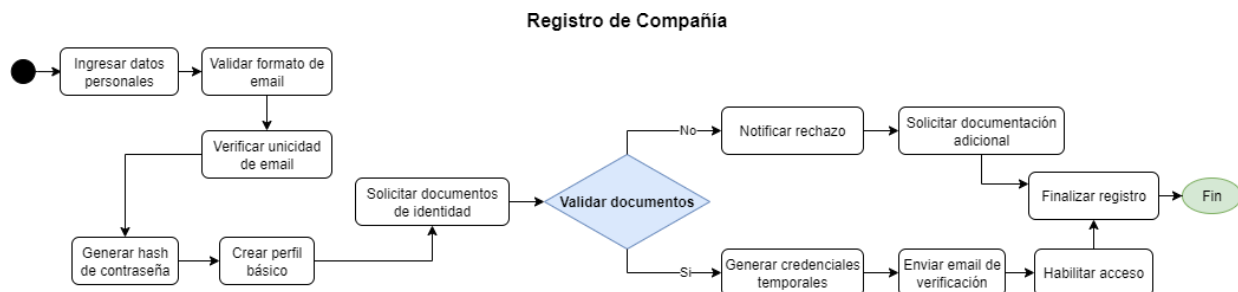 Registro de Compañía
Ingresar datos
personales
Validar formato de
email
Verificar unicidad
de email
Generar hash
de contraseña
Crear perfil
básico
Solicitar documentos
de identidad
Validar documentos
No
Notificar rechazo
Solicitar documentación
adicional
Si
Generar credenciales
temporales
Enviar email de
verificación
Habilitar acceso
Finalizar registro
Fin